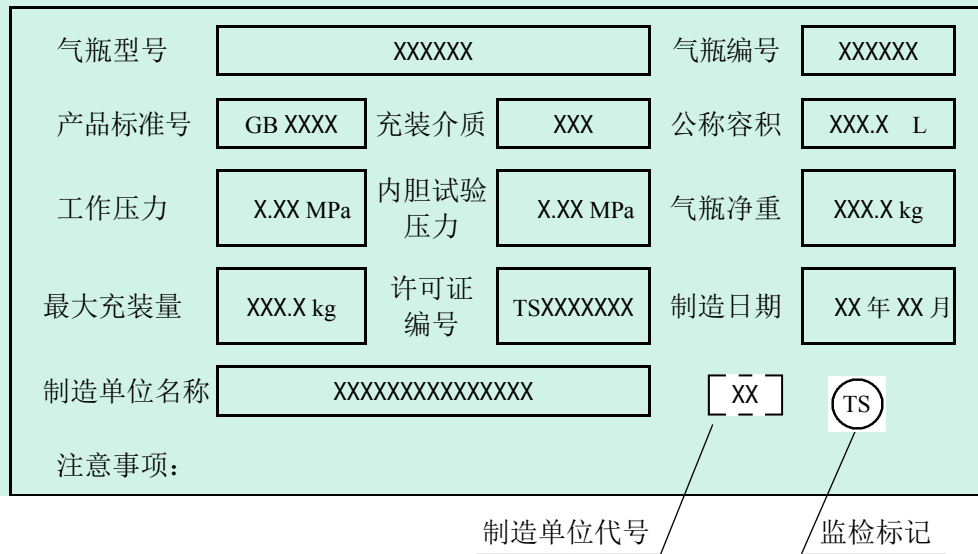 气瓶型号 XXXXXX 气瓶编号 XXXXXX
产品标准号 GB XXXX 充装介质 XXX 公称容积 XXX.X L
工作压力 X.XX MPa 内胆试验压力 X.XX MPa 气瓶净重 XXX.X kg
最大充装量 XXX.X kg 许可证编号 TSXXXXXXX 制造日期 XX 年 XX 月
制造单位名称 XXXXXXXXXXXXXXX XX TS
注意事项：
制造单位代号 监检标记